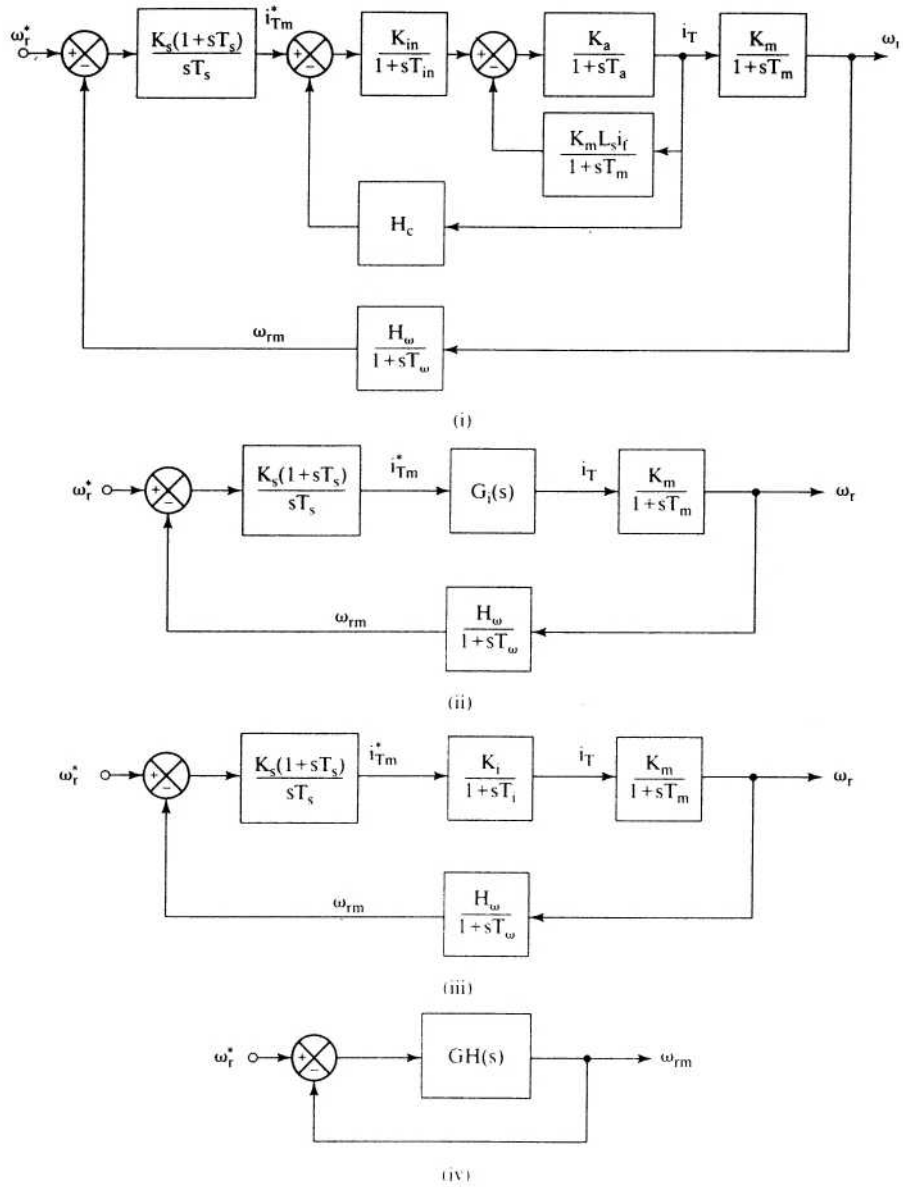 ω*r
+
−
Ks(1+sTs)
sTs
i*Tm
+
−
Kin
1+sTin
+
−
Ka
1+sTa
iT
Km
1+sTm
ωr
KmLsif
1+sTm
Hc
ωrm
Hω
1+sTω
(i)
ω*r
+
−
Ks(1+sTs)
sTs
i*Tm
Gi(s)
iT
Km
1+sTm
ωr
ωrm
Hω
1+sTω
(ii)
ω*r
+
−
Ks(1+sTs)
sTs
i*Tm
Ki
1+sTi
iT
Km
1+sTm
ωr
ωrm
Hω
1+sTω
(iii)
ω*r
+
−
GH(s)
ωrm
(iv)